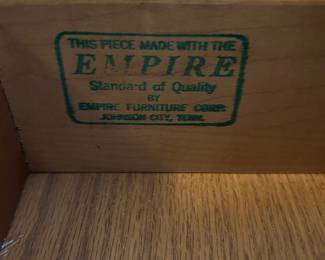 THIS PIECE MADE WITH THE
EMPIRE
Standard of Quality
BY
EMPIRE FURNITURE CORP.
JOHNSON CITY, TENN.